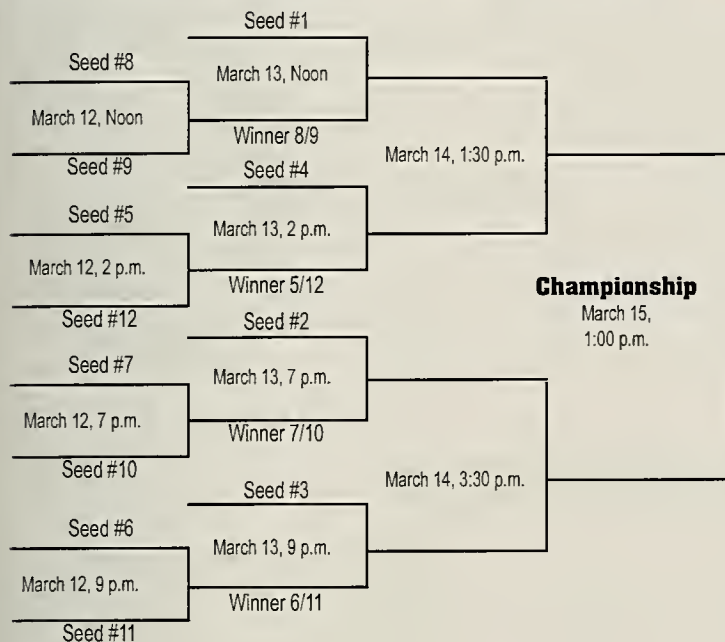 Seed #1
Seed #8
March 13, Noon
March 12, Noon
Winner 8/9
Seed #9
March 14, 1:30 p.m.
Seed #4
Seed #5
March 13, 2 p.m.
March 12, 2 p.m.
Winner 5/12
Seed #12
Championship
March 15,
1:00 p.m.
Seed #2
Seed #7
March 13, 7 p.m.
March 12, 7 p.m.
Winner 7/10
Seed #10
March 14, 3:30 p.m.
Seed #3
Seed #6
March 13, 9 p.m.
March 12, 9 p.m.
Winner 6/11
Seed #11